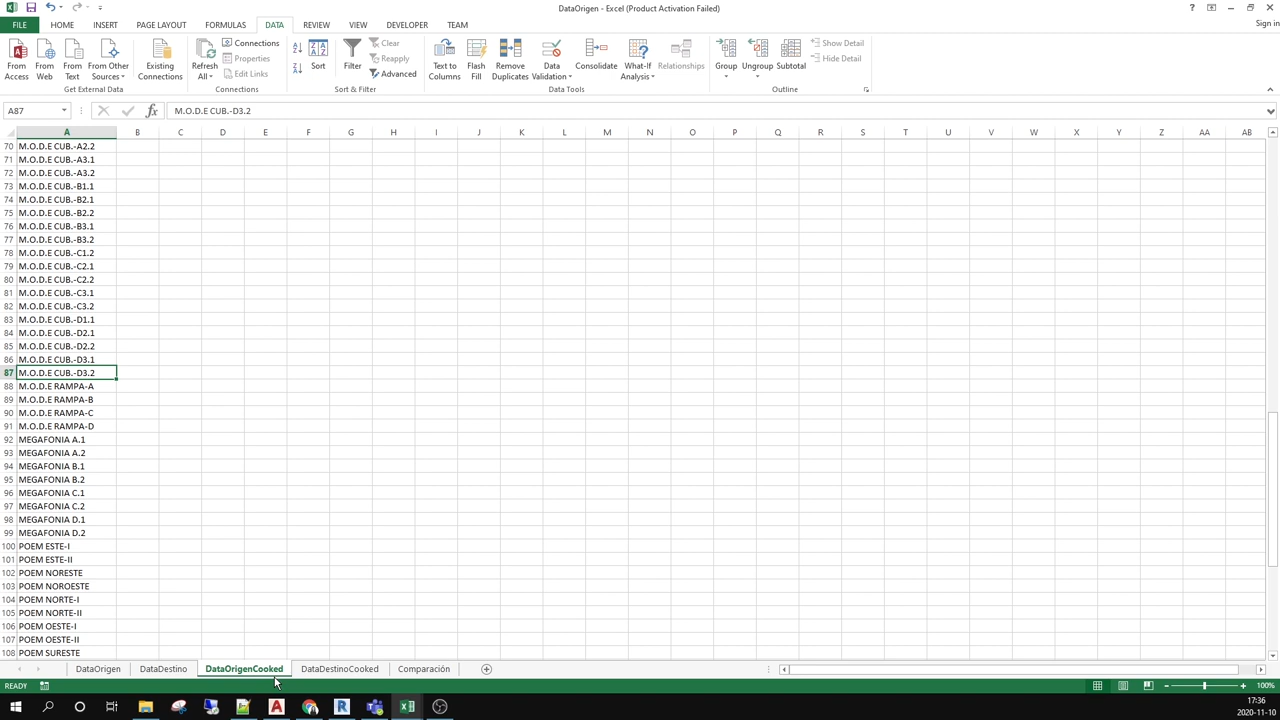 DataOrigen - Excel (Product Activation Failed)
FILE HOME INSERT PAGE LAYOUT FORMULAS DATA REVIEW VIEW DEVELOPER TEAM Sign in
From Access
From Web
From Text
From Other Sources
Existing Connections
Get External Data
Refresh All
Connections
Properties
Edit Links
Connections
Sort
Filter
Clear
Reapply
Advanced
Sort & Filter
Text to Columns
Flash Fill
Remove Duplicates
Data Validation
Consolidate
What-If Analysis
Relationships
Data Tools
Group
Ungroup
Subtotal
Show Detail
Hide Detail
Outline
A87 fx M.O.D.E CUB.-D3.2
A B C D E F G H I J K L M N O P Q R S T U V W X Y Z AA AB
70 M.O.D.E CUB.-A2.2
71 M.O.D.E CUB.-A3.1
72 M.O.D.E CUB.-A3.2
73 M.O.D.E CUB.-B1.1
74 M.O.D.E CUB.-B2.1
75 M.O.D.E CUB.-B2.2
76 M.O.D.E CUB.-B3.1
77 M.O.D.E CUB.-B3.2
78 M.O.D.E CUB.-C1.2
79 M.O.D.E CUB.-C2.1
80 M.O.D.E CUB.-C2.2
81 M.O.D.E CUB.-C3.1
82 M.O.D.E CUB.-C3.2
83 M.O.D.E CUB.-D1.1
84 M.O.D.E CUB.-D2.1
85 M.O.D.E CUB.-D2.2
86 M.O.D.E CUB.-D3.1
87 M.O.D.E CUB.-D3.2
88 M.O.D.E RAMPA-A
89 M.O.D.E RAMPA-B
90 M.O.D.E RAMPA-C
91 M.O.D.E RAMPA-D
92 MEGAFONIA A.1
93 MEGAFONIA A.2
94 MEGAFONIA B.1
95 MEGAFONIA B.2
96 MEGAFONIA C.1
97 MEGAFONIA C.2
98 MEGAFONIA D.1
99 MEGAFONIA D.2
100 POEM ESTE-I
101 POEM ESTE-II
102 POEM NORESTE
103 POEM NOROESTE
104 POEM NORTE-I
105 POEM NORTE-II
106 POEM OESTE-I
107 POEM OESTE-II
108 POEM SURESTE
DataOrigen DataDestino DataOrigenCooked DataDestinoCooked Comparación
READY 100%
17:36
2020-11-10